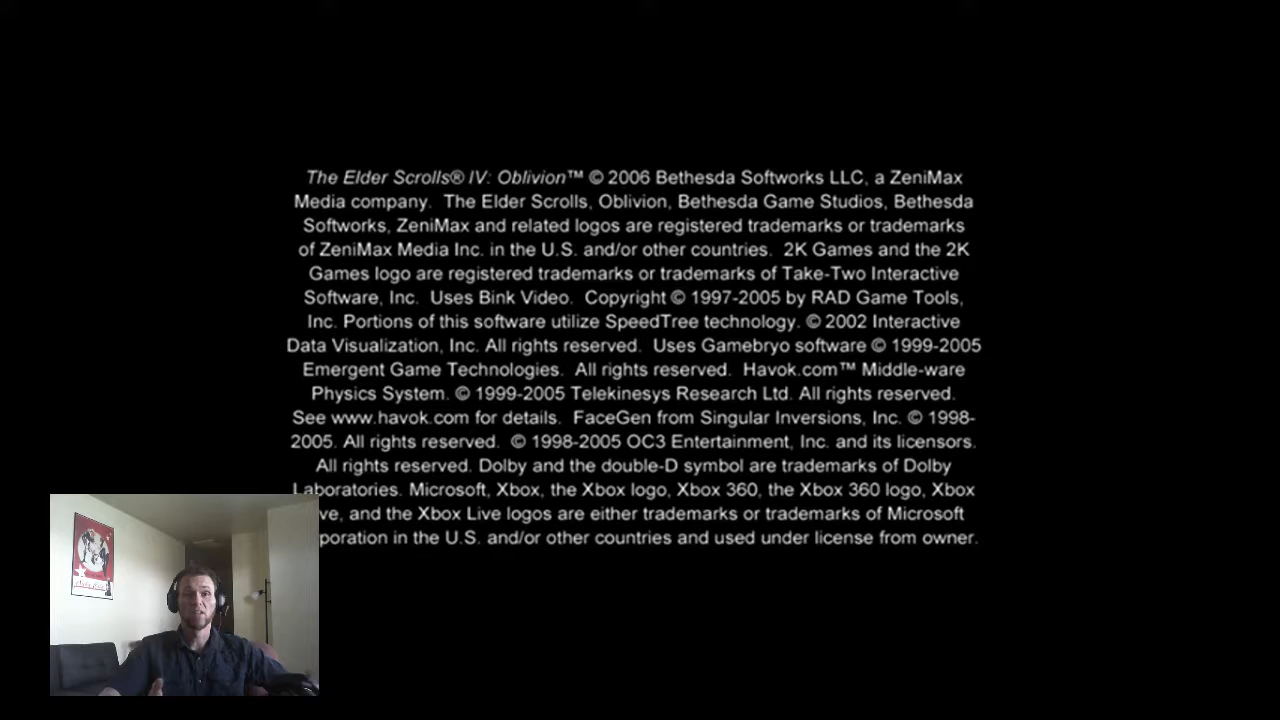 The Elder Scrolls® IV: Oblivion™ © 2006 Bethesda Softworks LLC, a ZeniMax
Media company. The Elder Scrolls, Oblivion, Bethesda Game Studios, Bethesda
Softworks, ZeniMax and related logos are registered trademarks or trademarks
of ZeniMax Media Inc. in the U.S. and/or other countries. 2K Games and the 2K
Games logo are registered trademarks or trademarks of Take-Two Interactive
Software, Inc. Uses Bink Video. Copyright © 1997-2005 by RAD Game Tools,
Inc. Portions of this software utilize SpeedTree technology. © 2002 Interactive
Data Visualization, Inc. All rights reserved. Uses Gamebryo software © 1999-2005
Emergent Game Technologies. All rights reserved. Havok.com™ Middle-ware
Physics System. © 1999-2005 Telekinesys Research Ltd. All rights reserved.
See www.havok.com for details. FaceGen from Singular Inversions, Inc. © 1998-
2005. All rights reserved. © 1998-2005 OC3 Entertainment, Inc. and its licensors.
All rights reserved. Dolby and the double-D symbol are trademarks of Dolby
Laboratories. Microsoft, Xbox, the Xbox logo, Xbox 360, the Xbox 360 logo, Xbox
ve, and the Xbox Live logos are either trademarks or trademarks of Microsoft
poration in the U.S. and/or other countries and used under license from owner.